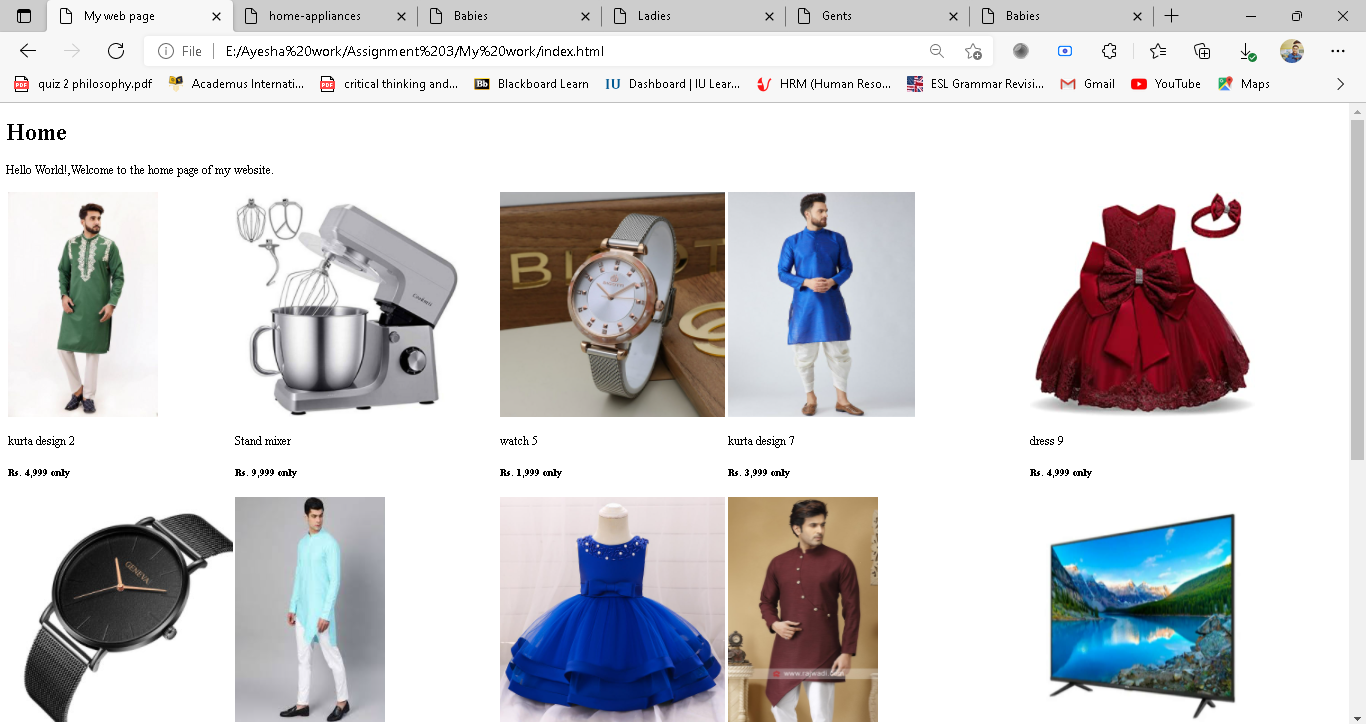 My web page
home-appliances
Babies
Ladies
Gents
Babies
File
E:/Ayesha%20work/Assignment%203/My%20work/index.html
quiz 2 philosophy.pdf
Academus Internati...
critical thinking and...
Bb Blackboard Learn
IU Dashboard | IU Lear...
HRM (Human Reso...
ESL Grammar Revisi...
Gmail
YouTube
Maps
Home
Hello World!,Welcome to the home page of my website.
kurta design 2
Stand mixer
watch 5
kurta design 7
dress 9
Rs. 4,999 only
Rs. 9,999 only
Rs. 1,999 only
Rs. 3,999 only
Rs. 4,999 only
GENEVA